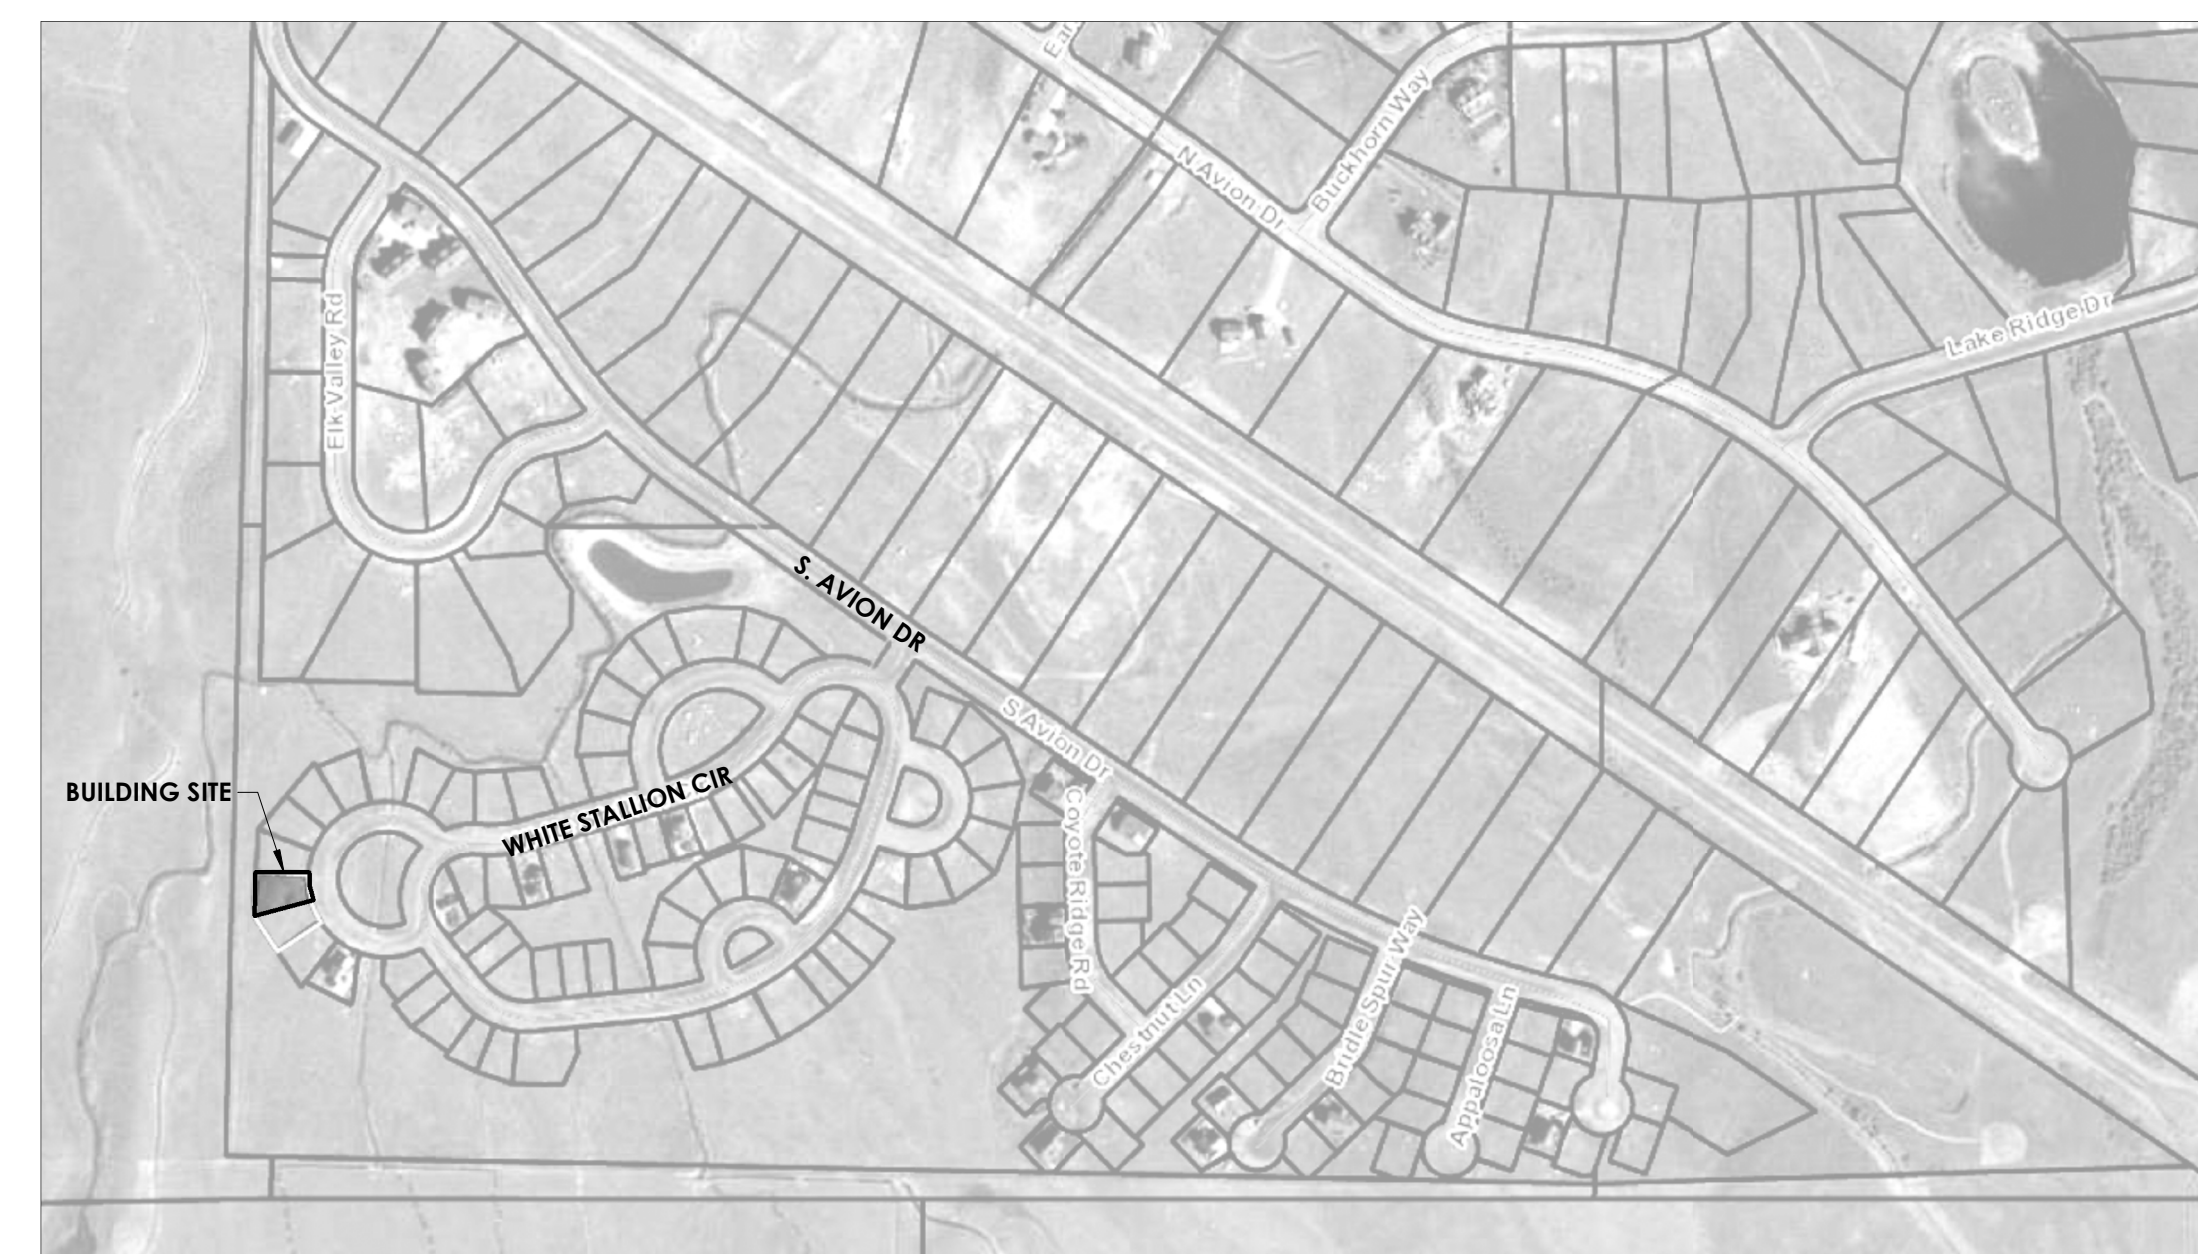 Ear
Buckhorn Way
N Avion Dr
Lake Ridge Dr
Elk Valley Rd
S. AVION DR
S Avion Dr
BUILDING SITE
WHITE STALLION CIR
Coyote Ridge Rd
Chestnut Ln
Bridle Spur Way
Appaloosa Ln